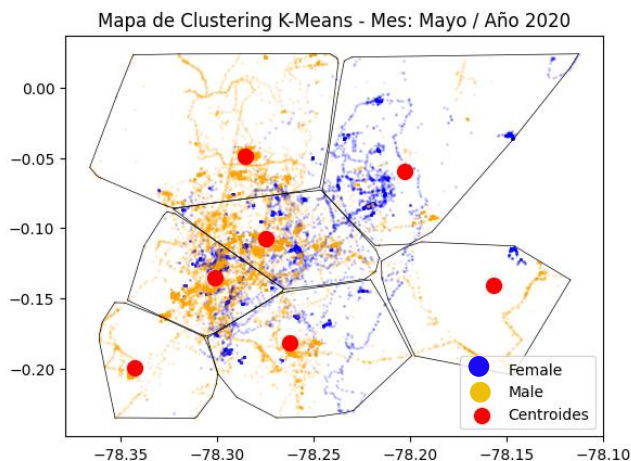 Mapa de Clustering K-Means - Mes: Mayo / Año 2020
0.00
−0.05
−0.10
−0.15
−0.20
Female
Male
Centroides
−78.35
−78.30
−78.25
−78.20
−78.15
−78.10